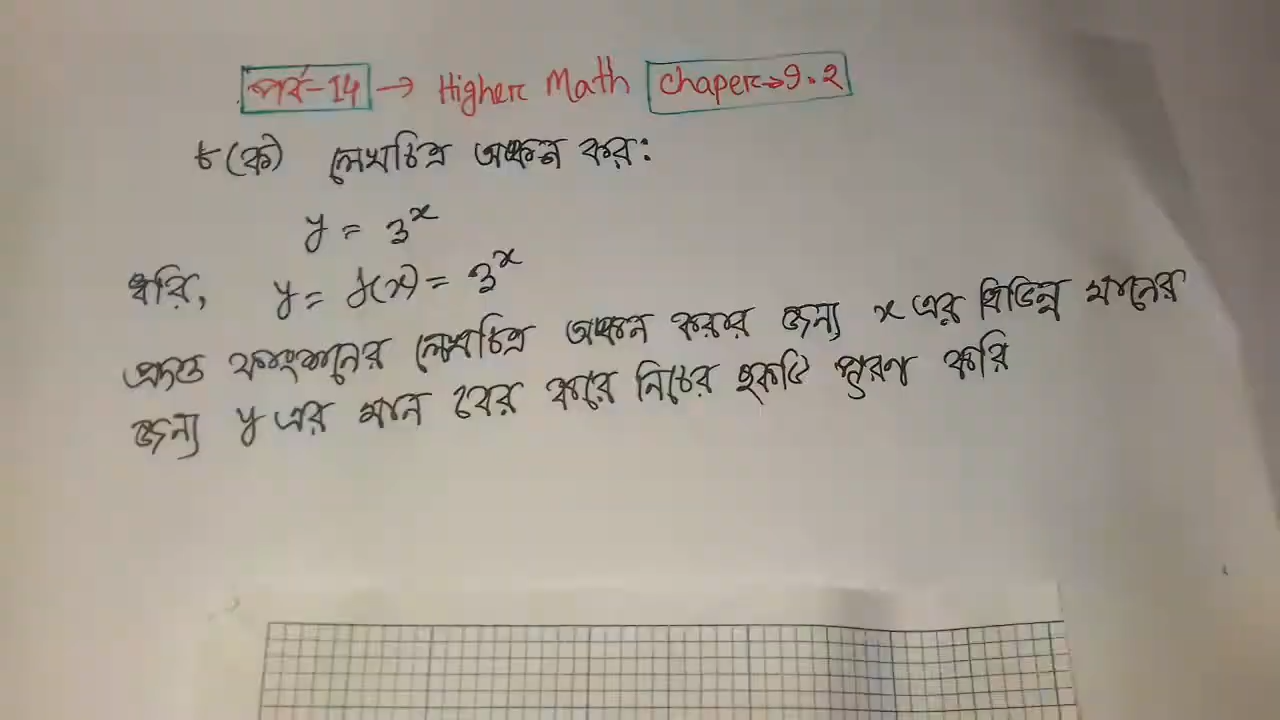 পর্ব-14 → Higher Math Chaper→9.2
৮(ক) লেখচিত্র অঙ্কন কর:
y = 3^x
ধরি, y = f(x) = 3^x
প্রদত্ত ফাংশনের লেখচিত্র অঙ্কন করার জন্য x এর বিভিন্ন মানের
জন্য y এর মান বের করে নিচের ছকটি পুরণ করি